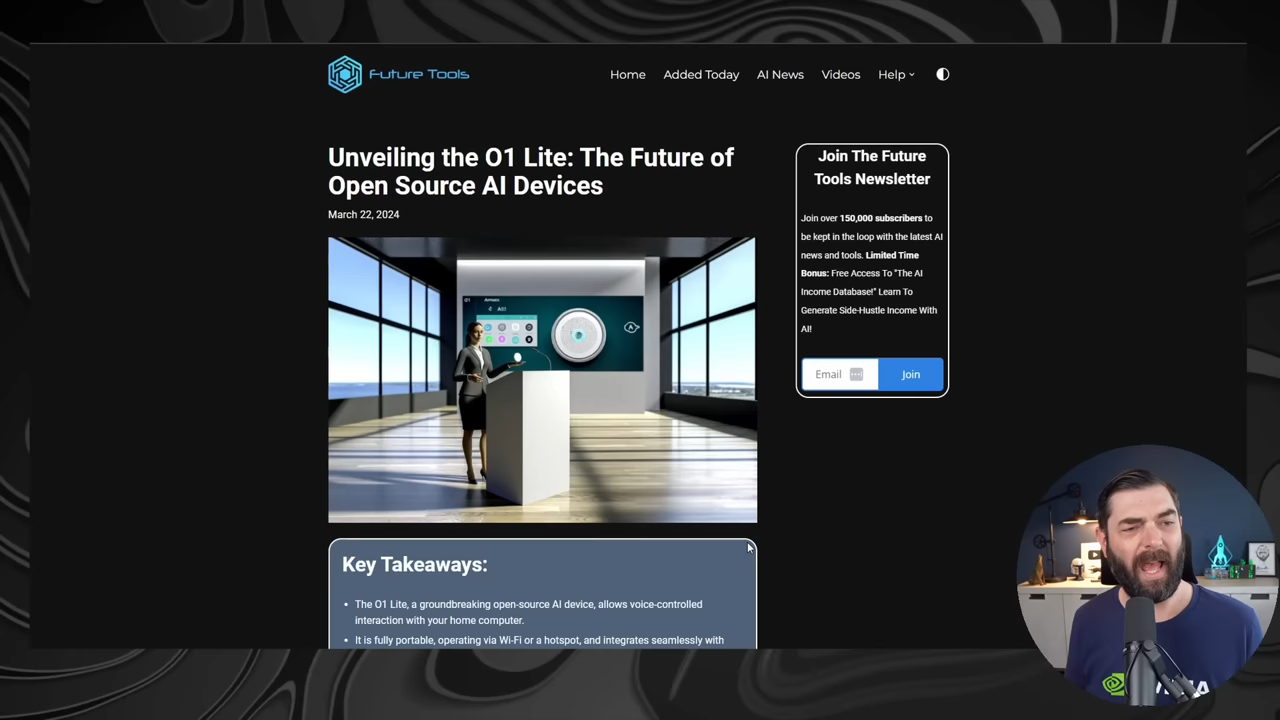 Future Tools
Home
Added Today
AI News
Videos
Help
Unveiling the O1 Lite: The Future of
Open Source AI Devices
March 22, 2024
Join The Future
Tools Newsletter
Join over 150,000 subscribers to
be kept in the loop with the latest AI
news and tools. Limited Time
Bonus: Free Access To "The AI
Income Database!" Learn To
Generate Side-Hustle Income With
AI!
Email
Join
Key Takeaways:
• The O1 Lite, a groundbreaking open-source AI device, allows voice-controlled
interaction with your home computer.
• It is fully portable, operating via Wi-Fi or a hotspot, and integrates seamlessly with